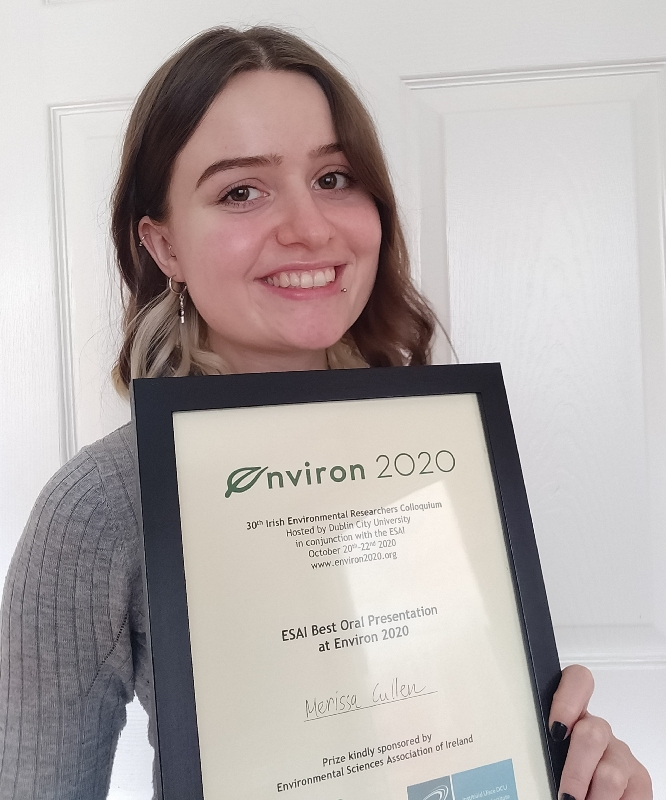 environ 2020
30th Irish Environmental Researchers Colloquium
Hosted by Dublin City University
in conjunction with the ESAI
October 20th-22nd 2020
www.environ2020.org
ESAI Best Oral Presentation
at Environ 2020
Merissa Cullen
Prize kindly sponsored by
Environmental Sciences Association of Ireland